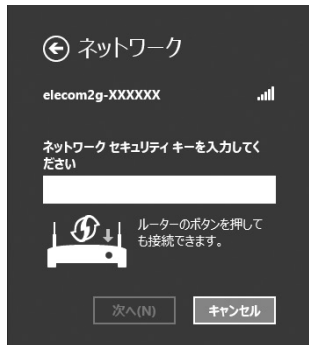 ネットワーク
elecom2g-XXXXXX
ネットワーク セキュリティ キーを入力してく
ださい
ルーターのボタンを押して
も接続できます。
次へ(N)
キャンセル